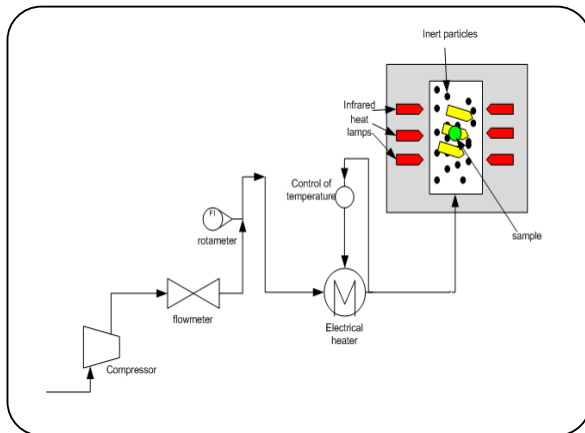 Inert particles
Infrared
heat
lamps
Control of
temperature
FI
rotameter
sample
flowmeter
Electrical
heater
Compressor